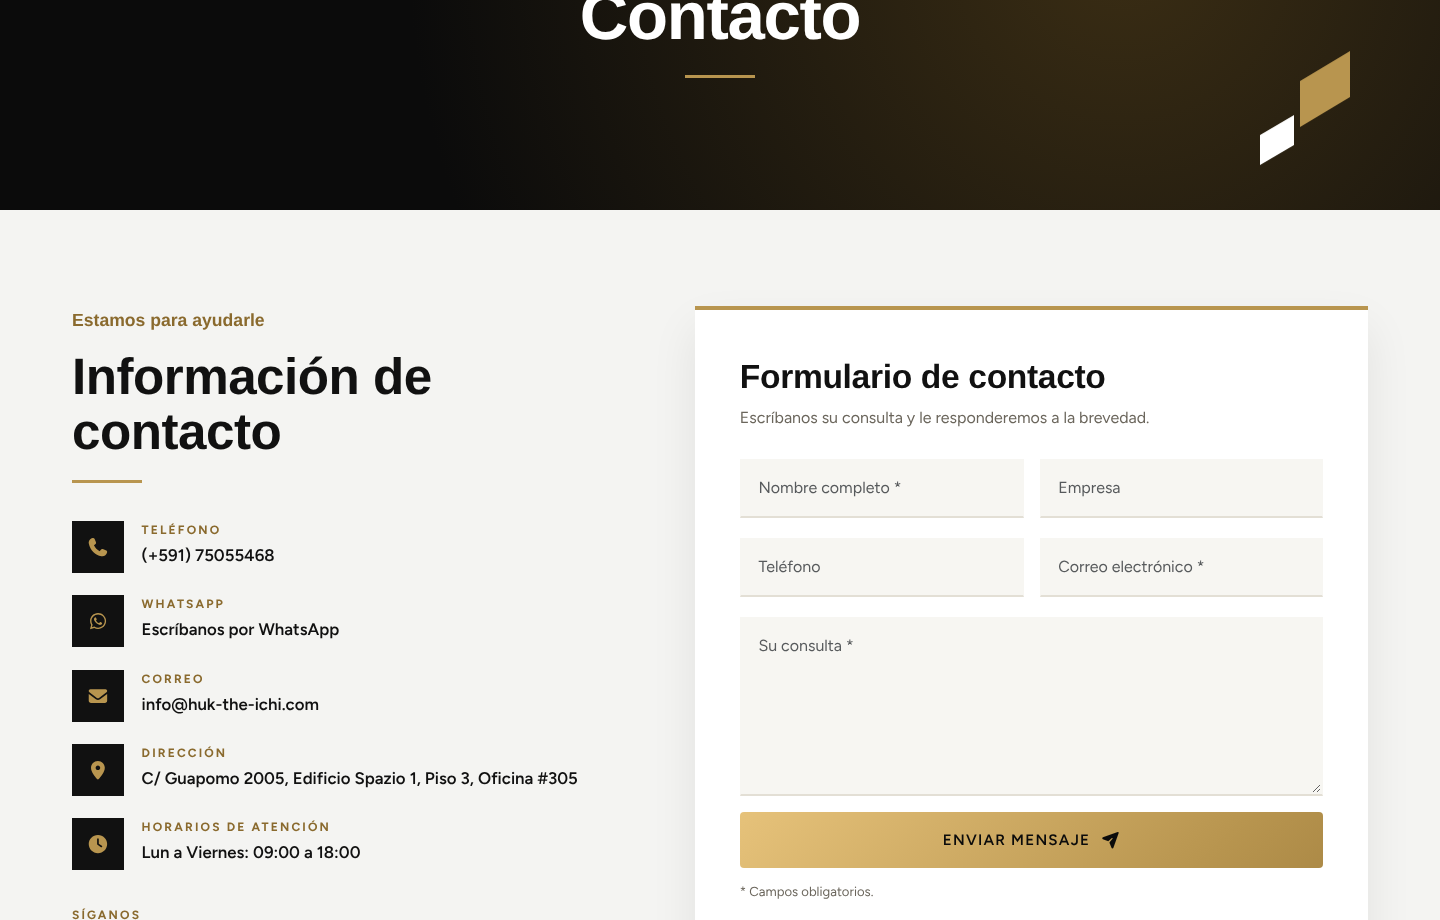 Contacto
Estamos para ayudarle
Información de
contacto
TELÉFONO
(+591) 75055468
WHATSAPP
Escríbanos por WhatsApp
CORREO
info@huk-the-ichi.com
DIRECCIÓN
C/ Guapomo 2005, Edificio Spazio 1, Piso 3, Oficina #305
HORARIOS DE ATENCIÓN
Lun a Viernes: 09:00 a 18:00
SÍGANOS
Formulario de contacto
Escríbanos su consulta y le responderemos a la brevedad.
Nombre completo *
Empresa
Teléfono
Correo electrónico *
Su consulta *
ENVIAR MENSAJE
* Campos obligatorios.